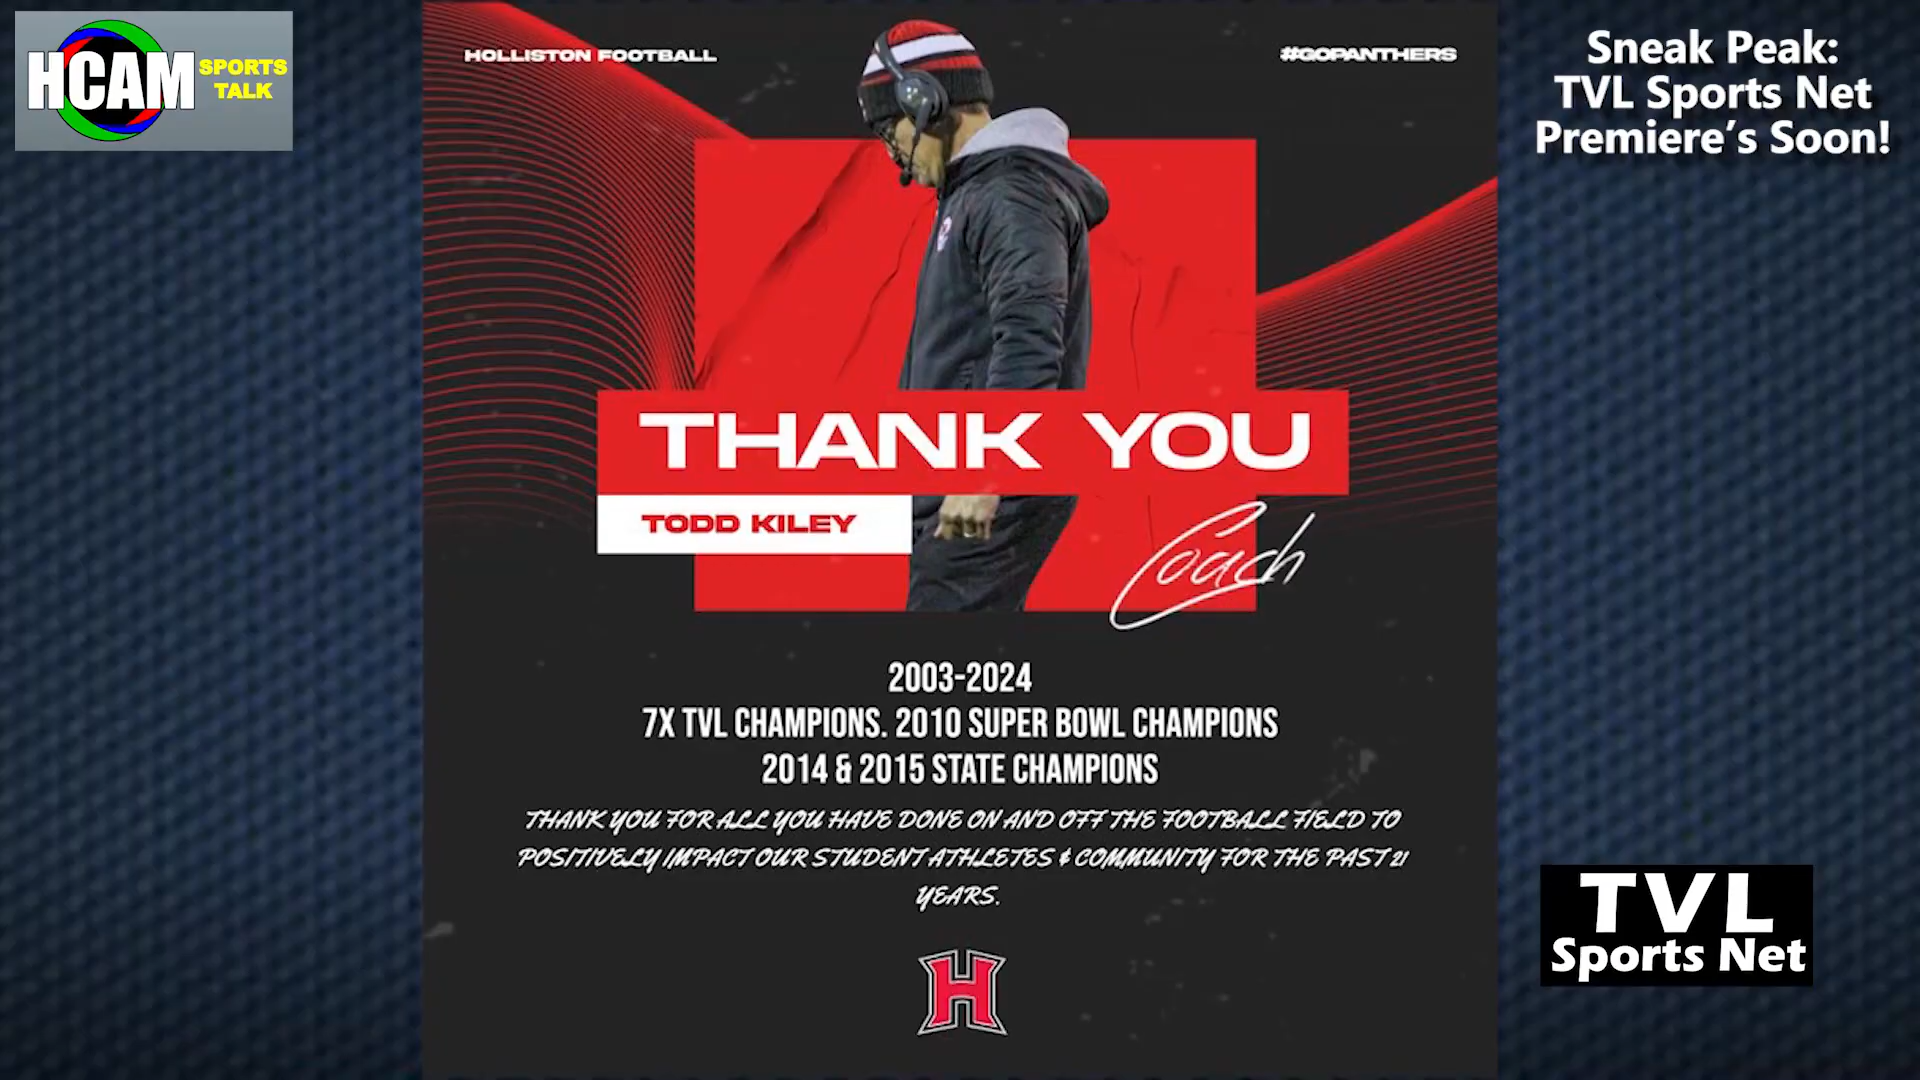 HCAM SPORTS
TALK
HOLLISTON FOOTBALL
#GOPANTHERS
Sneak Peak:
TVL Sports Net
Premiere's Soon!
THANK YOU
TODD KILEY
Coach
2003-2024
7X TVL CHAMPIONS. 2010 SUPER BOWL CHAMPIONS
2014 & 2015 STATE CHAMPIONS
THANK YOU FOR ALL YOU HAVE DONE ON AND OFF THE FOOTBALL FIELD TO
POSITIVELY IMPACT OUR STUDENT ATHLETES & COMMUNITY FOR THE PAST 21
YEARS.
H
TVL
Sports Net